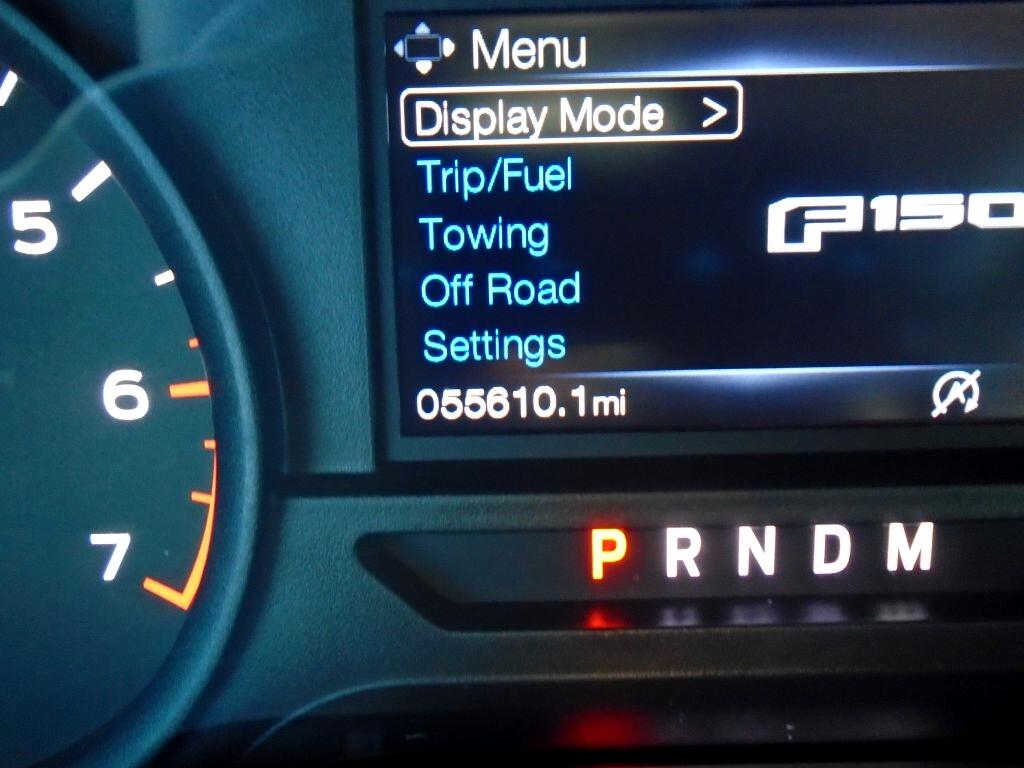 Menu
Display Mode >
Trip/Fuel
Towing
Off Road
Settings
F150
055610.1mi
5
6
7
P R N D M